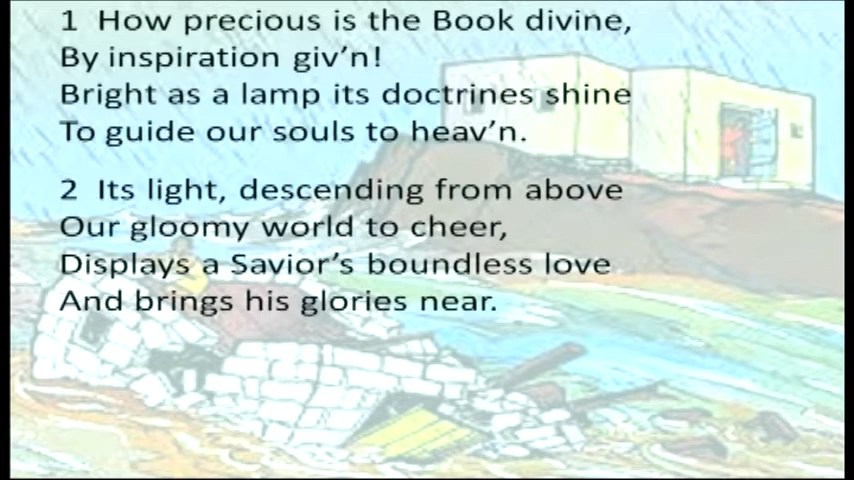 1 How precious is the Book divine,
By inspiration giv’n!
Bright as a lamp its doctrines shine
To guide our souls to heav’n.
2 Its light, descending from above
Our gloomy world to cheer,
Displays a Savior’s boundless love
And brings his glories near.